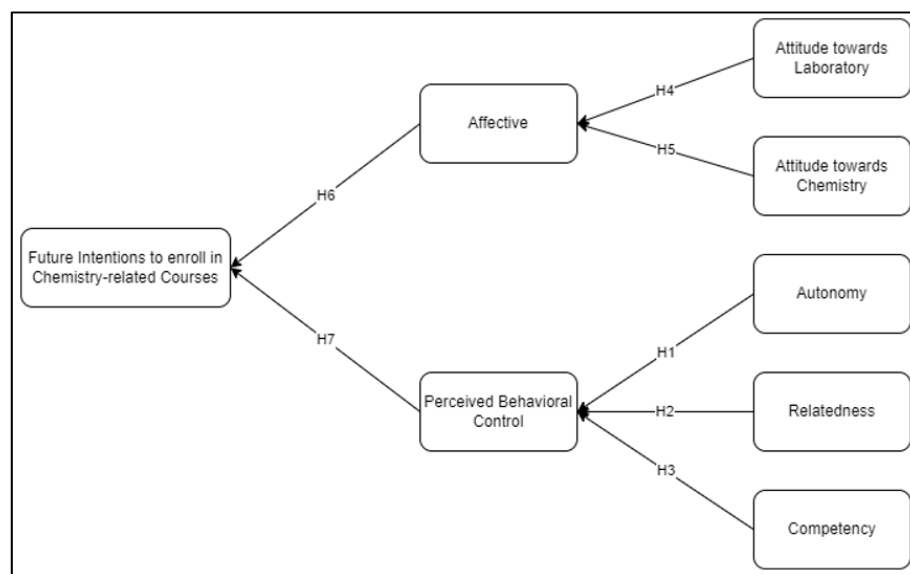 Attitude towards
Laboratory
H4
Affective
H5
Attitude towards
Chemistry
H6
Future Intentions to enroll in
Chemistry-related Courses
Autonomy
H7
H1
Perceived Behavioral
Control
H2
Relatedness
H3
Competency